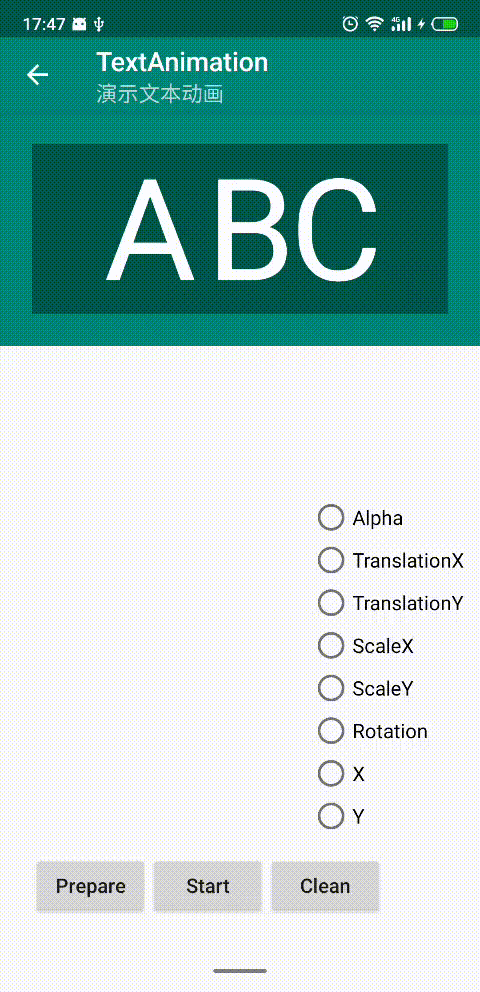 17:47 4G
TextAnimation
演示文本动画
ABC
Alpha
TranslationX
TranslationY
ScaleX
ScaleY
Rotation
X
Y
Prepare Start Clean